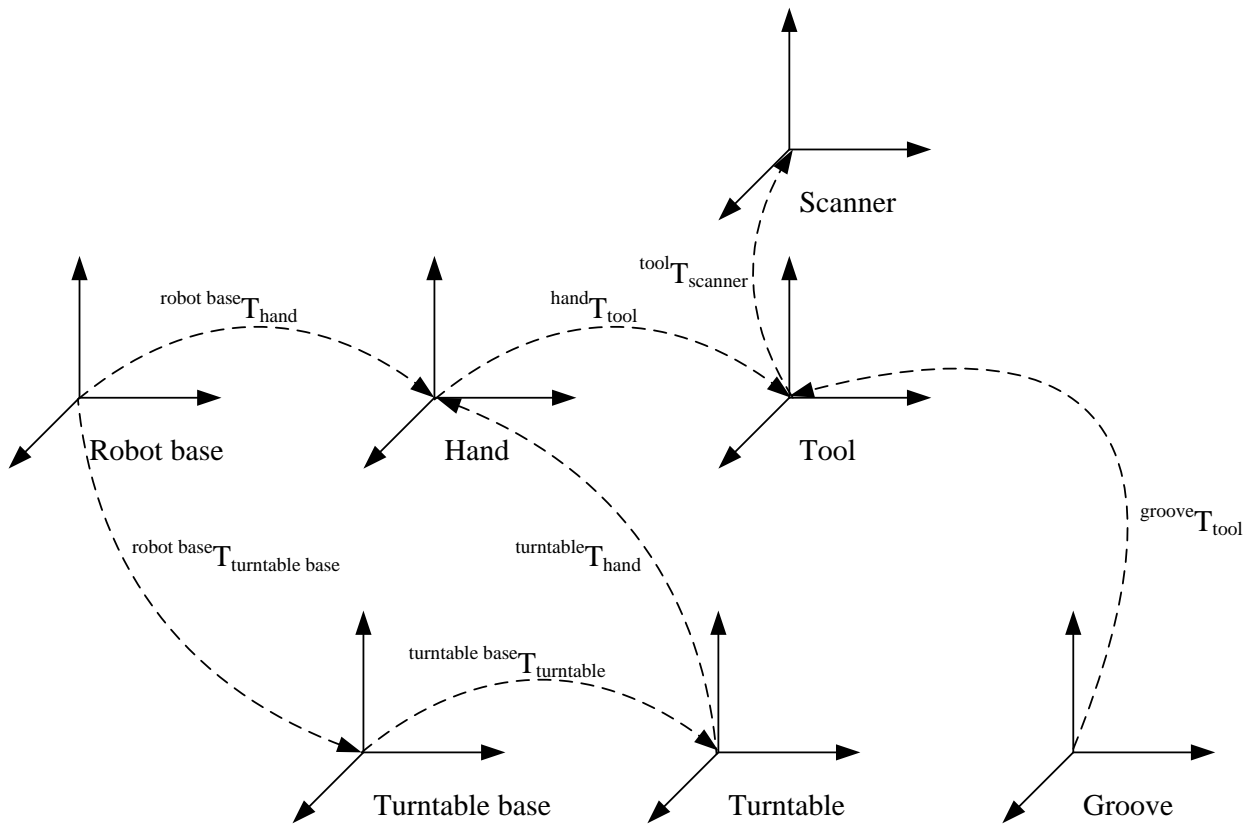 Scanner
tool T scanner
robot base T hand
hand T tool
Robot base
Hand
Tool
robot base T turntable base
turntable T hand
groove T tool
turntable base T turntable
Turntable base
Turntable
Groove